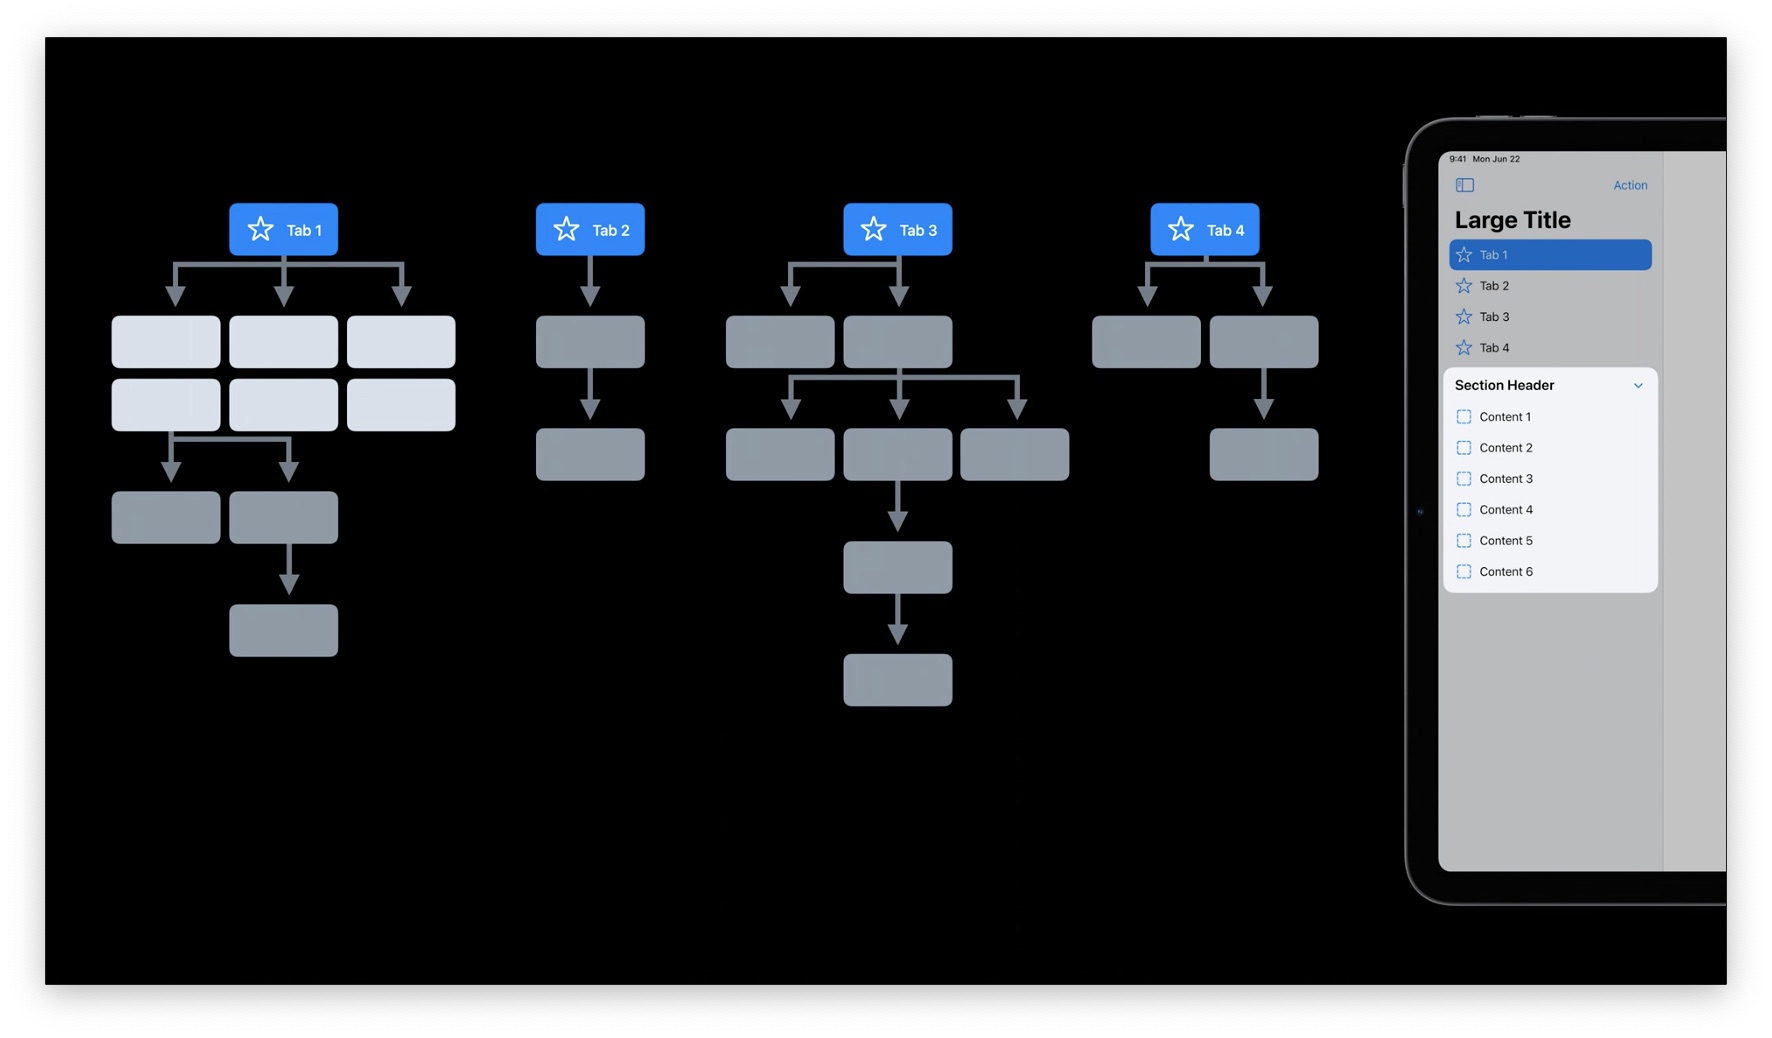 Tab 1
Tab 2
Tab 3
Tab 4
9:41 Mon Jun 22
Action
Large Title
Tab 1
Tab 2
Tab 3
Tab 4
Section Header
Content 1
Content 2
Content 3
Content 4
Content 5
Content 6